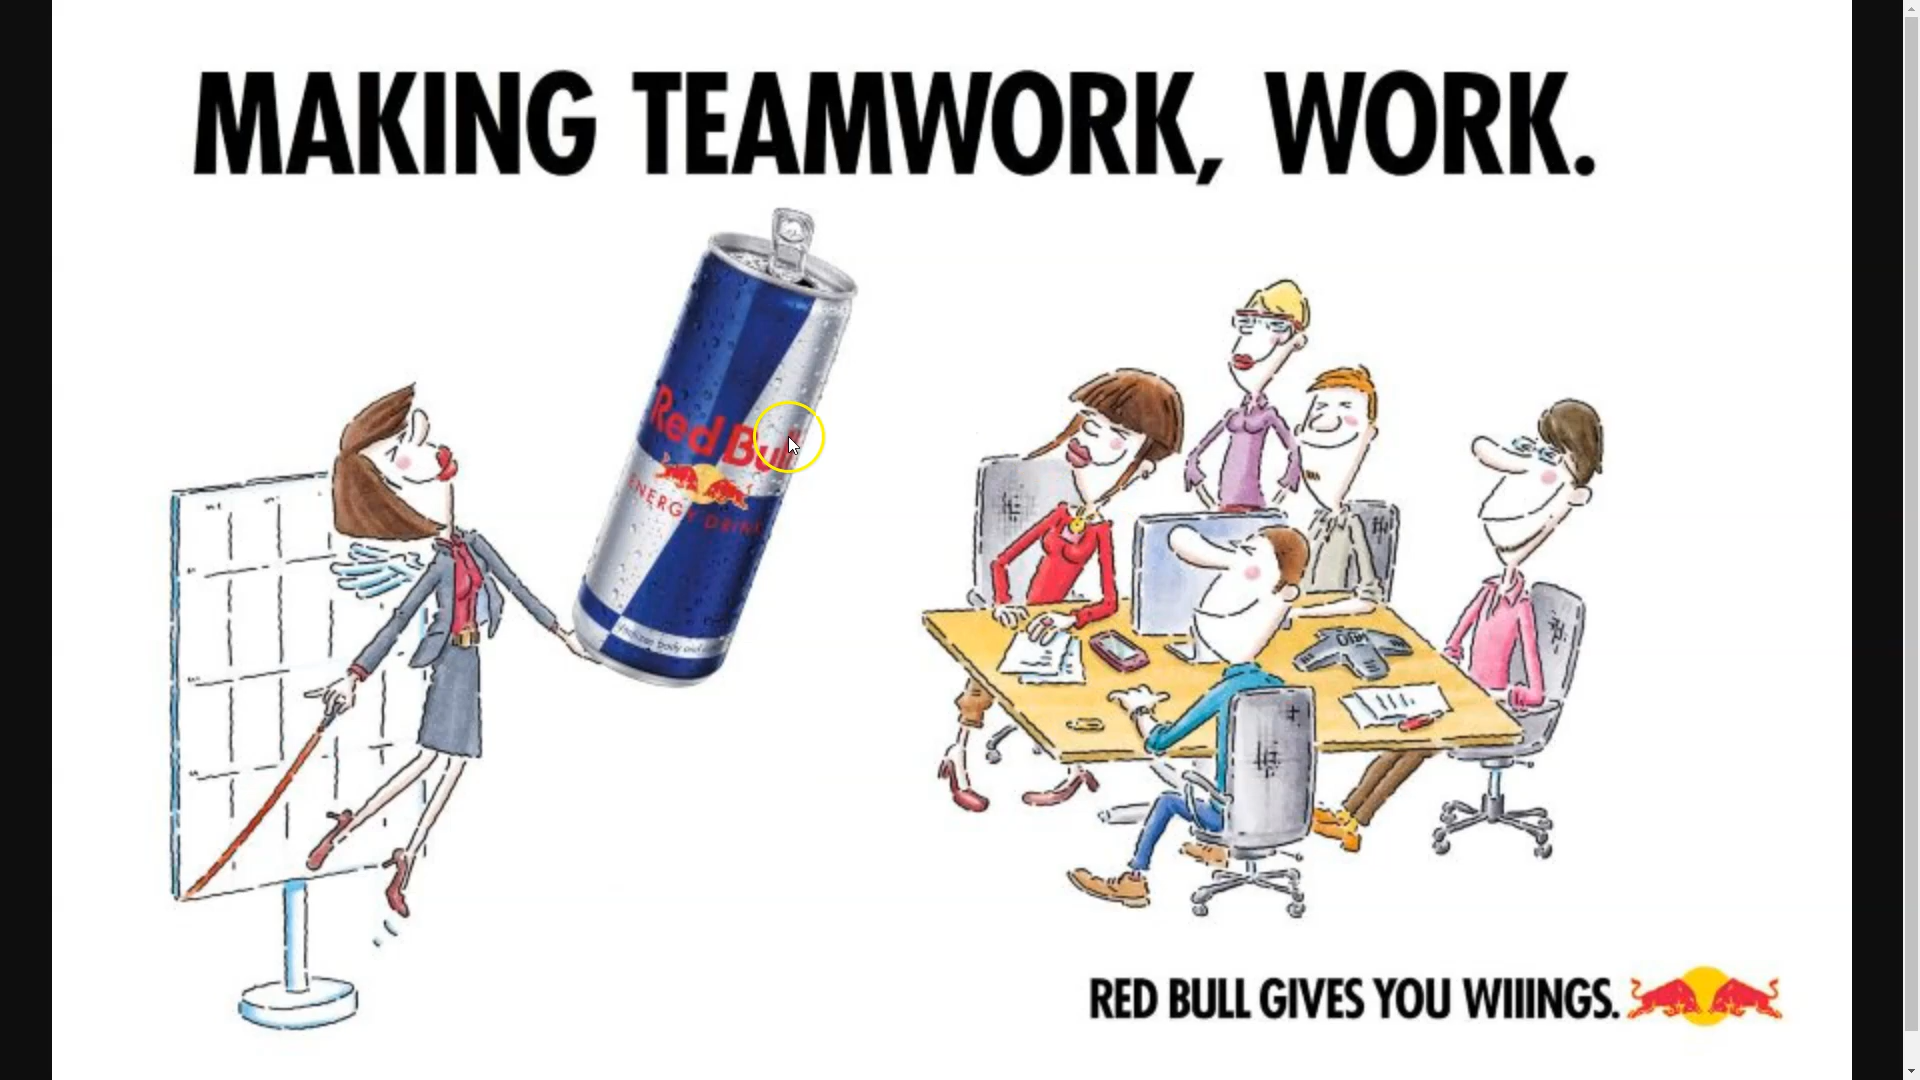 MAKING TEAMWORK, WORK.
Red Bull
ENERGY DRINK
RED BULL GIVES YOU WIIINGS.